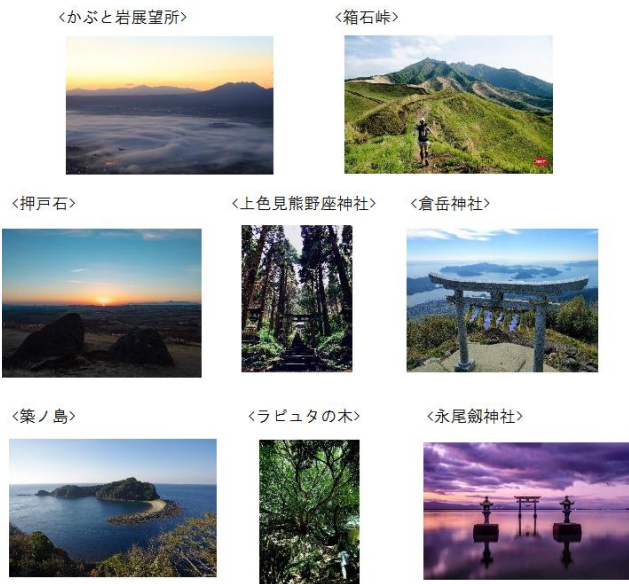 <かぶと岩展望所>
<箱石峠>
<押戸石>
<上色見熊野座神社>
<倉岳神社>
<築ノ島>
<ラピュタの木>
<永尾剱神社>